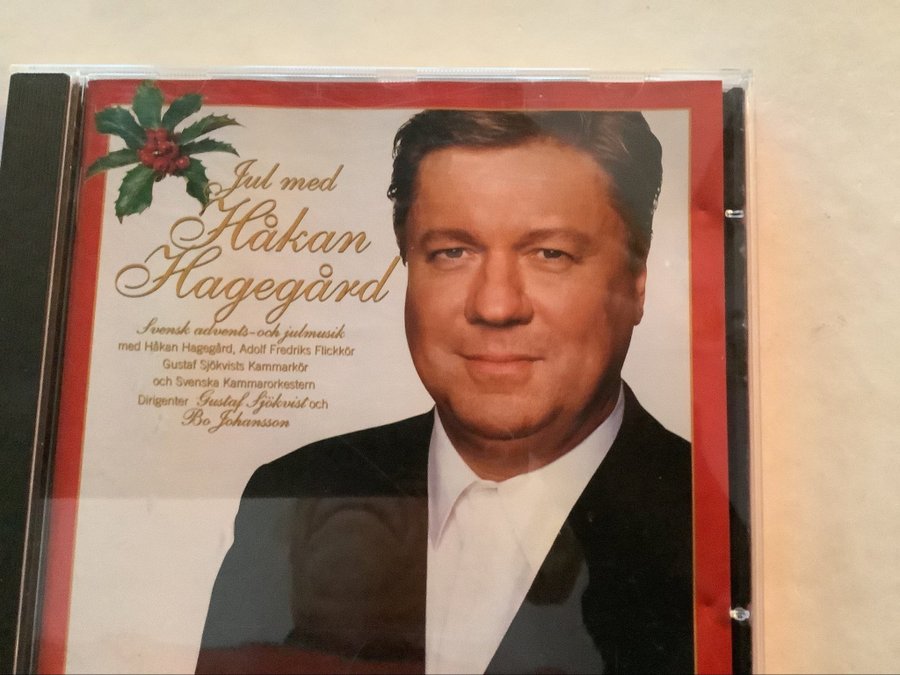 Jul med
Håkan
Hagegård
Svensk advents-och julmusik
med Håkan Hagegård, Adolf Fredriks Flickkör
Gustaf Sjökvists Kammarkör
och Svenska Kammarorkestern
Dirigenter Gustaf Sjökvist och
Bo Johansson